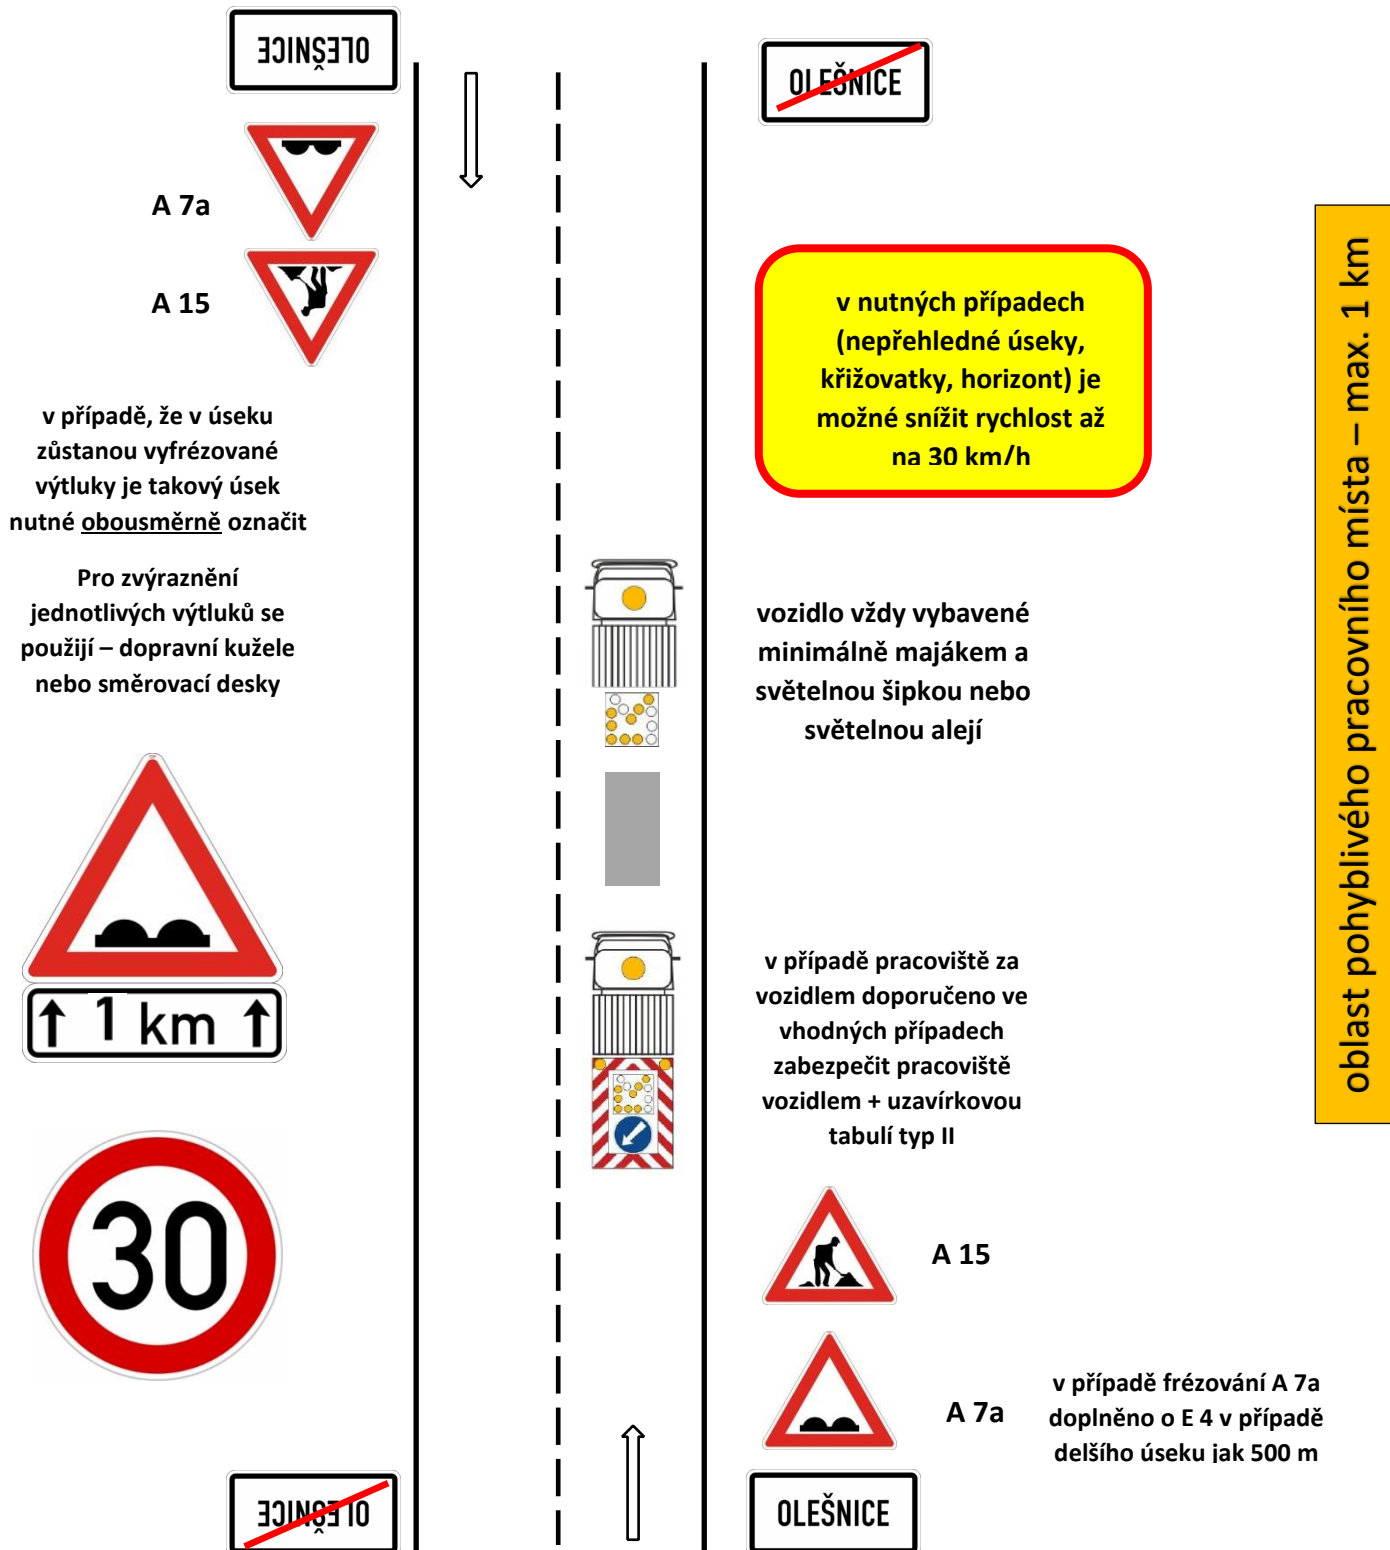 OLEŠNICE
OLEŠNICE
A 7a
A 15
v nutných případech
(nepřehledné úseky,
křižovatky, horizont) je
možné snížit rychlost až
na 30 km/h
v případě, že v úseku
zůstanou vyfrézované
výtluky je takový úsek
nutné obousměrně označit
Pro zvýraznění
jednotlivých výtluků se
použijí – dopravní kužele
nebo směrovací desky
vozidlo vždy vybavené
minimálně majákem a
světelnou šipkou nebo
světelnou alejí
1 km
v případě pracoviště za
vozidlem doporučeno ve
vhodných případech
zabezpečit pracoviště
vozidlem + uzavírkovou
tabulí typ II
30
A 15
A 7a
v případě frézování A 7a
doplněno o E 4 v případě
delšího úseku jak 500 m
OLEŠNICE
OLEŠNICE
oblast pohyblivého pracovního místa – max. 1 km